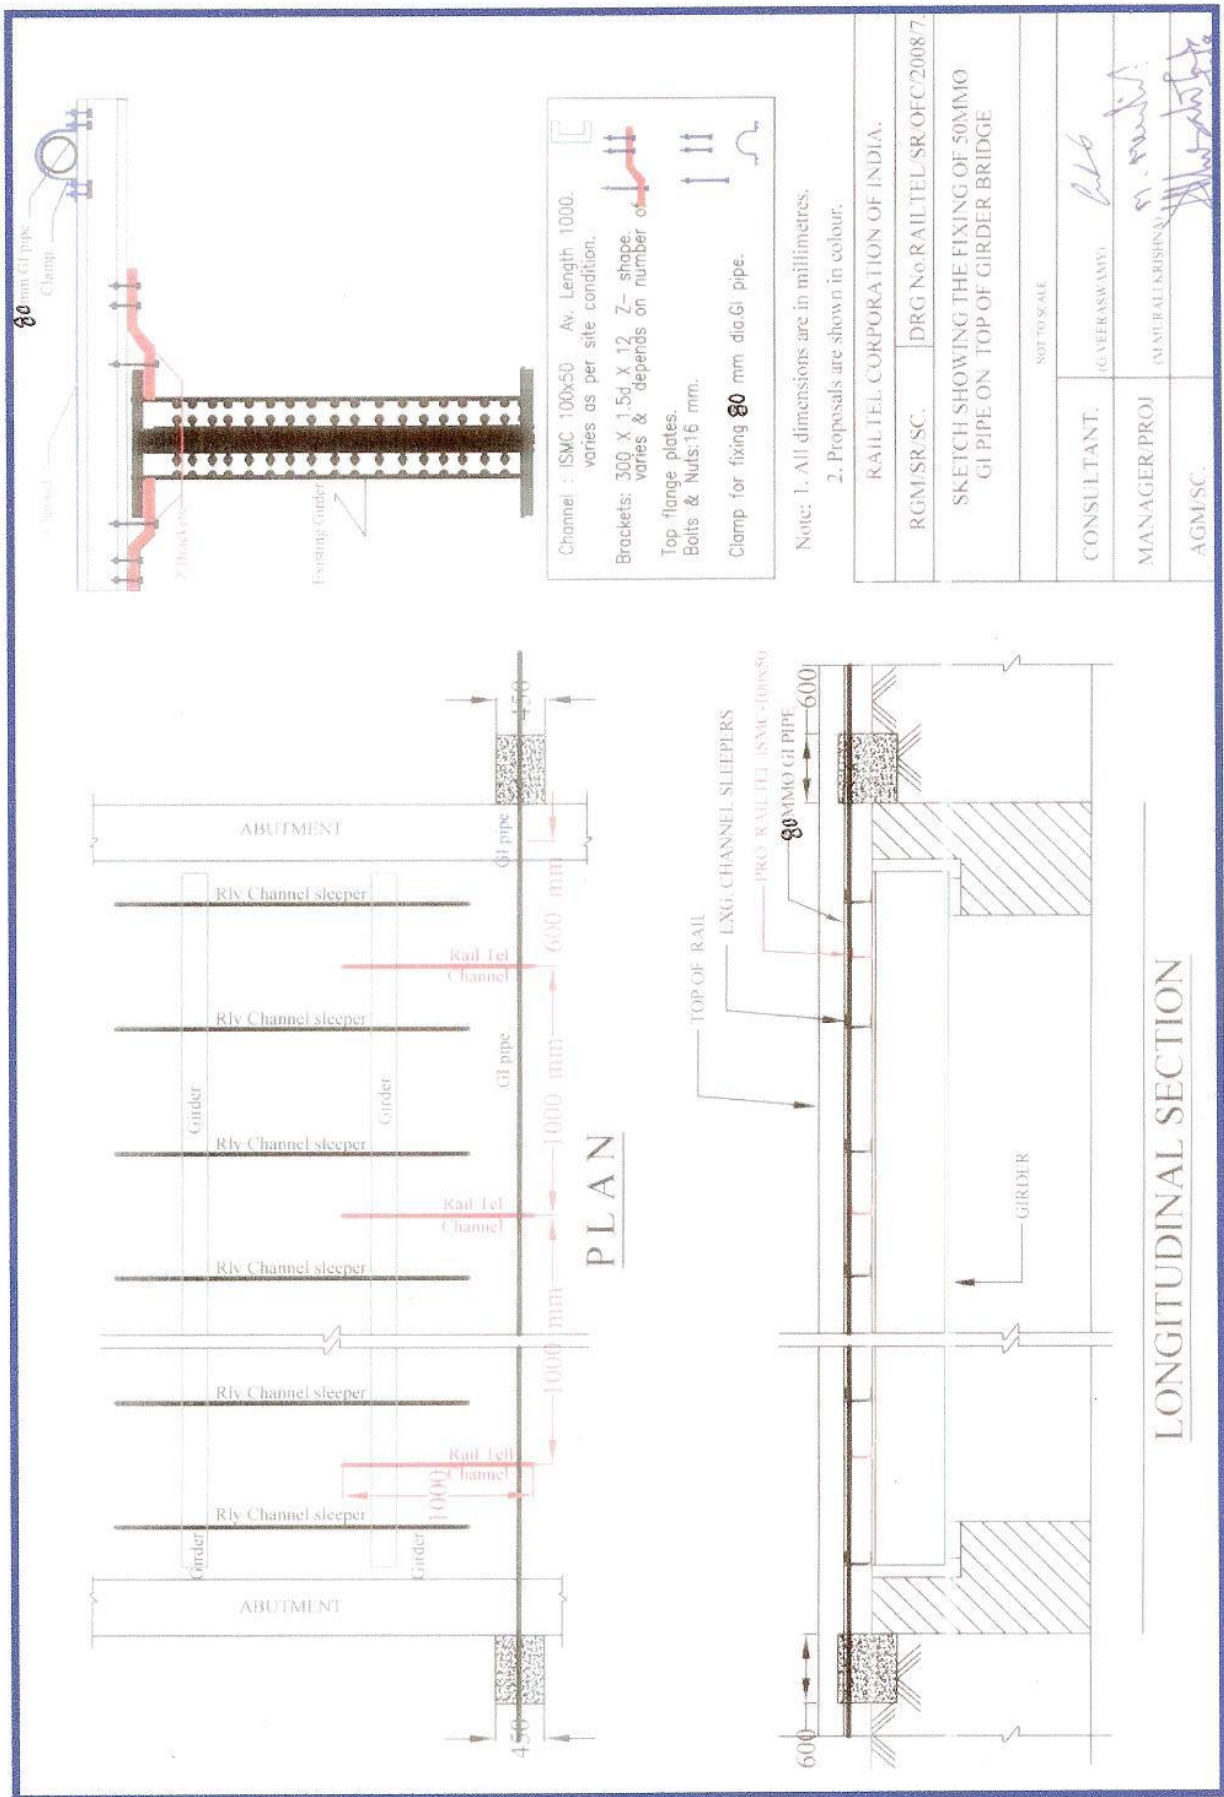 80mm GI pipe
Clamp
Channel
Z Brackets
Existing Girder
Channel : ISMC 100x50 Av. Length 1000.
varies as per site condition.
Brackets: 300 X 1.5d X 12 Z- shape.
varies & depends on number of
Top flange plates.
Bolts & Nuts:16 mm.
Clamp for fixing 80 mm dia.GI pipe.
Note: 1. All dimensions are in millimetres.
2. Proposals are shown in colour.
RAILTEL CORPORATION OF INDIA.
RGM/SR/SC.
DRG No.RAILTEL/SR/OFC/2008/7.
SKETCH SHOWING THE FIXING OF 50MMO
GI PIPE ON TOP OF GIRDER BRIDGE
NOT TO SCALE
CONSULTANT.
(G.VEERASWAMY)
MANAGER/PROJ
(M.MURALI KRISHNA)
M. Murali
AGM/SC.
ABUTMENT
Rly Channel sleeper
Rail Tel
Channel
Rly Channel sleeper
Girder
Girder
Rly Channel sleeper
Rail Tel
Channel
Rly Channel sleeper
Rly Channel sleeper
Rail Tell
Channel
1000
Rly Channel sleeper
Girder
Girder
ABUTMENT
GI pipe
GI pipe
450
600 mm
1000 mm
1000 mm
450
PLAN
TOP OF RAIL
EXG. CHANNEL SLEEPERS
PRO RAILTEL ISMC-100x50
80MMO GI PIPE
600
600
GIRDER
LONGITUDINAL SECTION